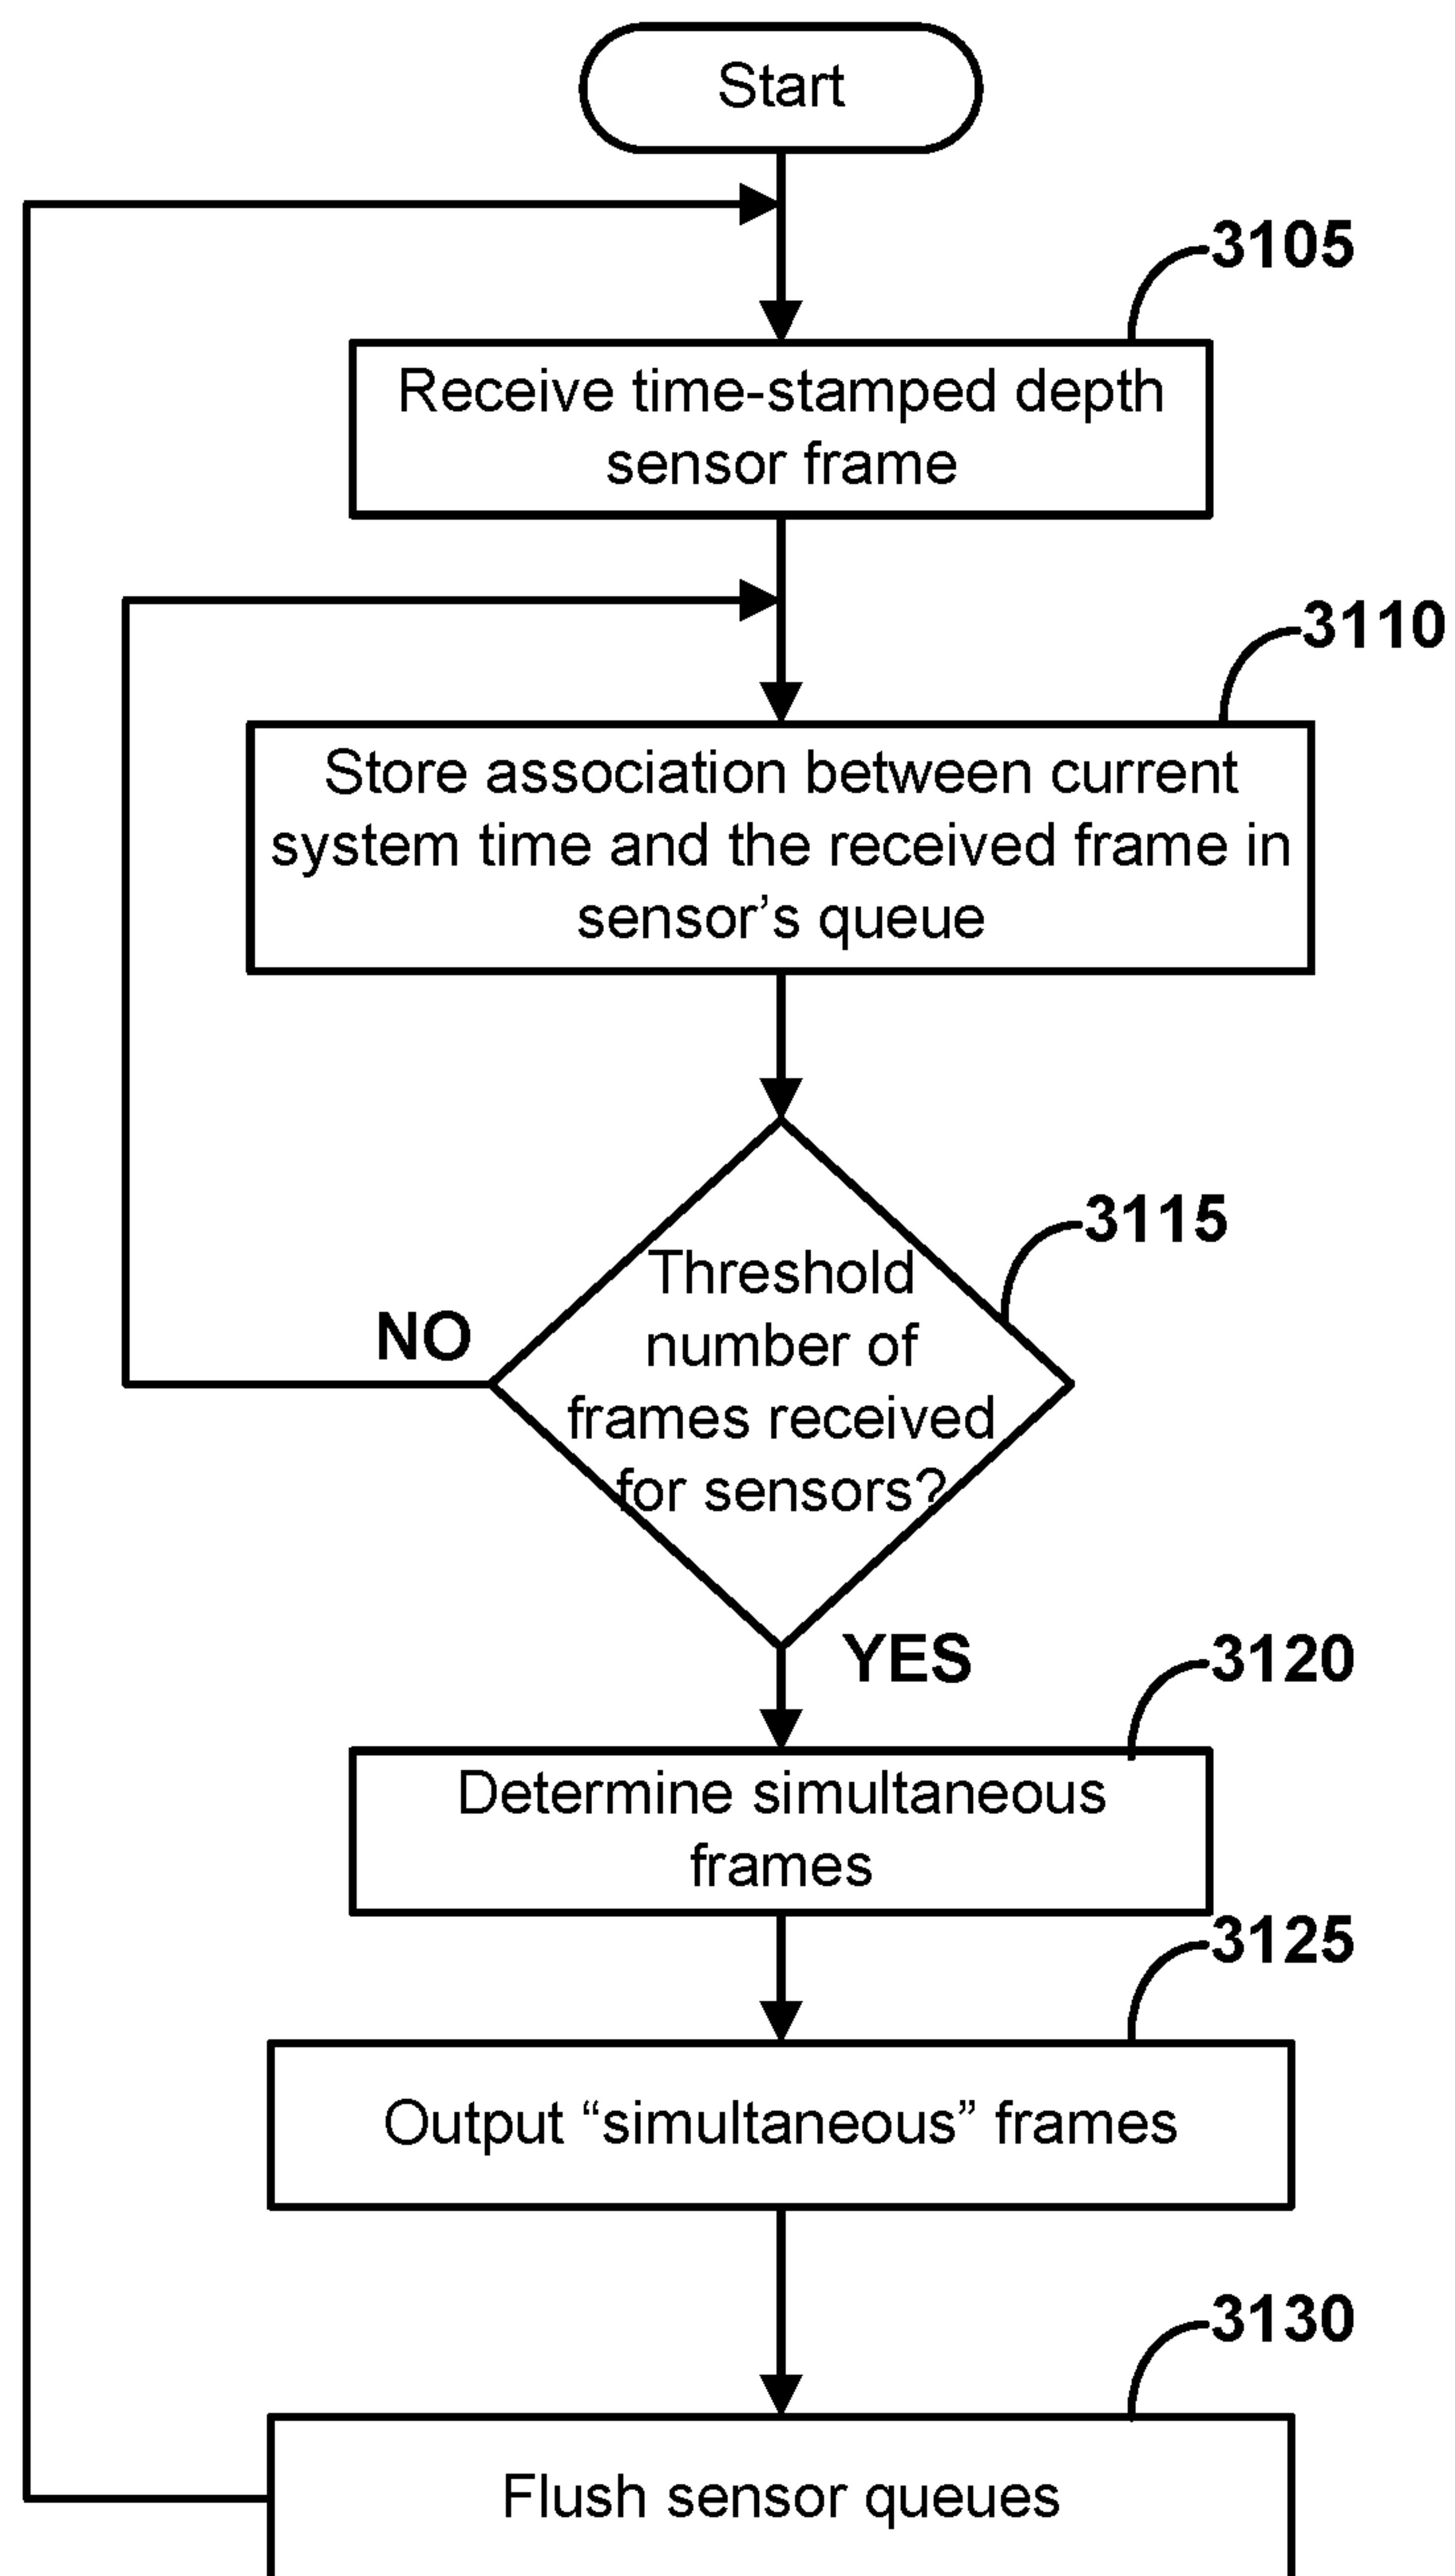 Start
3105
Receive time-stamped depth
sensor frame
3110
Store association between current
system time and the received frame in
sensor’s queue
3115
Threshold
number of
frames received
for sensors?
NO
YES
3120
Determine simultaneous
frames
3125
Output “simultaneous” frames
3130
Flush sensor queues